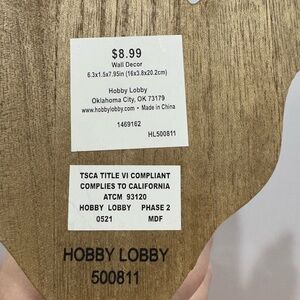 $8.99
Wall Decor
6.3x1.5x7.95in (16x3.8x20.2cm)
Hobby Lobby
Oklahoma City, OK 73179
www.hobbylobby.com • Made in China
1469162
HL500811
TSCA TITLE VI COMPLIANT
COMPLIES TO CALIFORNIA
ATCM 93120
HOBBY LOBBY PHASE 2
0521 MDF
HOBBY LOBBY
500811